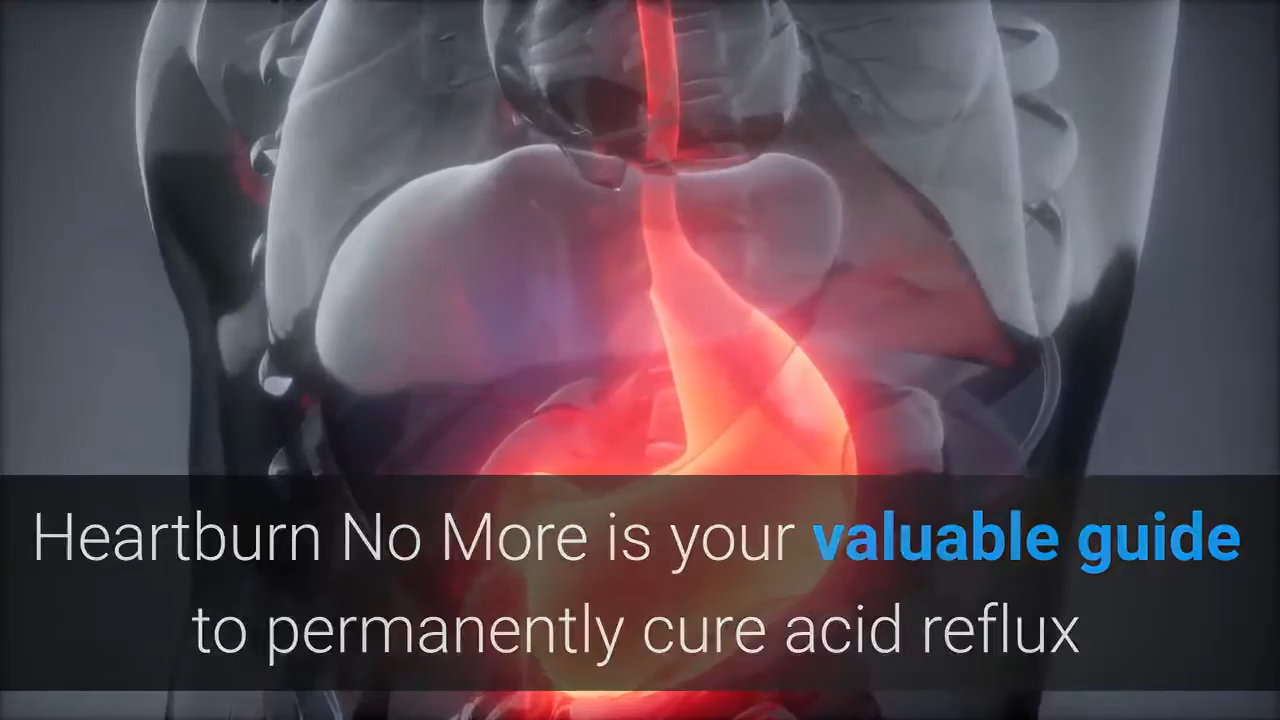 Heartburn No More is your valuable guide
to permanently cure acid reflux